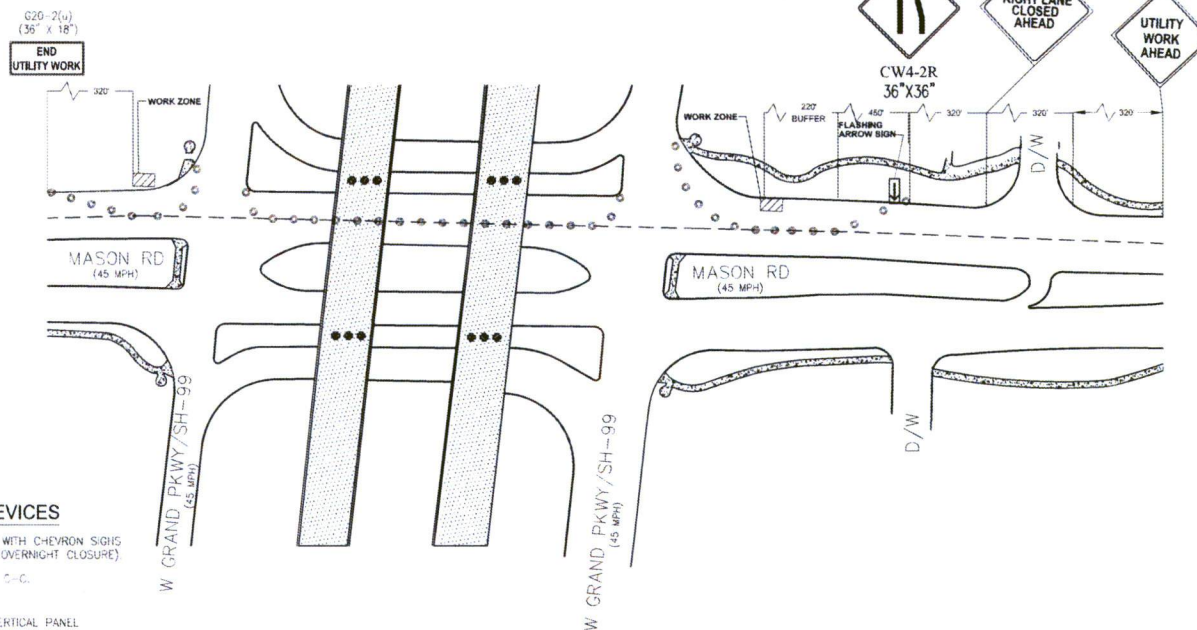 G20-2(u)
(36" X 18")
END
UTILITY WORK
RIGHT LANE
CLOSED
AHEAD
UTILITY
WORK
AHEAD
CW4-2R
36"X36"
320'
WORK ZONE
WORK ZONE
220'
BUFFER
450'
FLASHING
ARROW SIGN
320'
320'
320
D/W
MASON RD
(45 MPH)
MASON RD
(45 MPH)
W GRAND PKWY/SH-99
(45 MPH)
W GRAND PKWY/SH-99
(45 MPH)
D/W
EVICES
WITH CHEVRON SIGNS
OVERNIGHT CLOSURE).
C-C.
ERTICAL PANEL